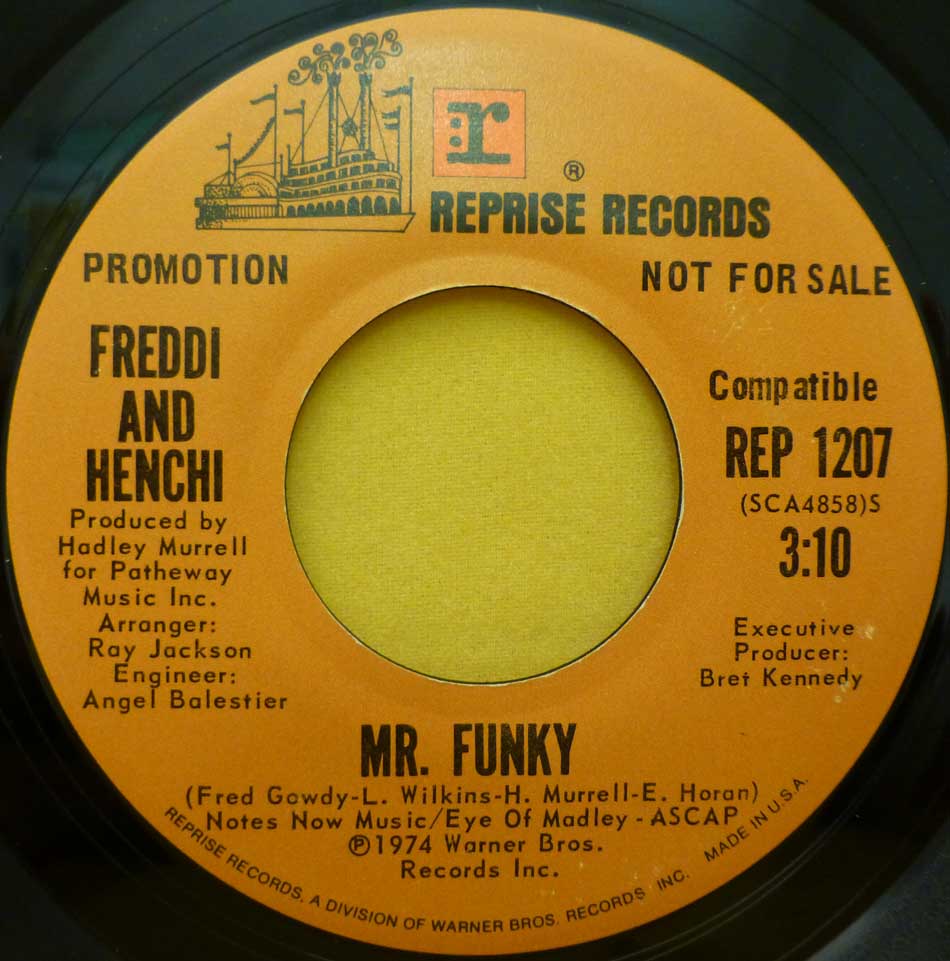 r
®
REPRISE RECORDS
PROMOTION
NOT FOR SALE
FREDDI
AND
HENCHI
Produced by
Hadley Murrell
for Patheway
Music Inc.
Arranger:
Ray Jackson
Engineer:
Angel Balestier
Compatible
REP 1207
(SCA4858)S
3:10
Executive
Producer:
Bret Kennedy
MR. FUNKY
(Fred Gowdy-L. Wilkins-H. Murrell-E. Horan)
Notes Now Music/Eye Of Madley - ASCAP
℗1974 Warner Bros.
Records Inc.
REPRISE RECORDS, A DIVISION OF WARNER BROS. RECORDS INC. MADE IN U.S.A.